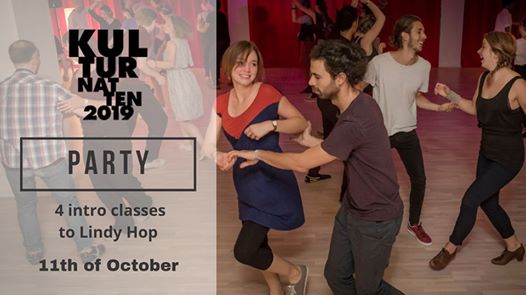 KUL
TUR
NAT
TEN
2019
PARTY
4 intro classes
to Lindy Hop
11th of October